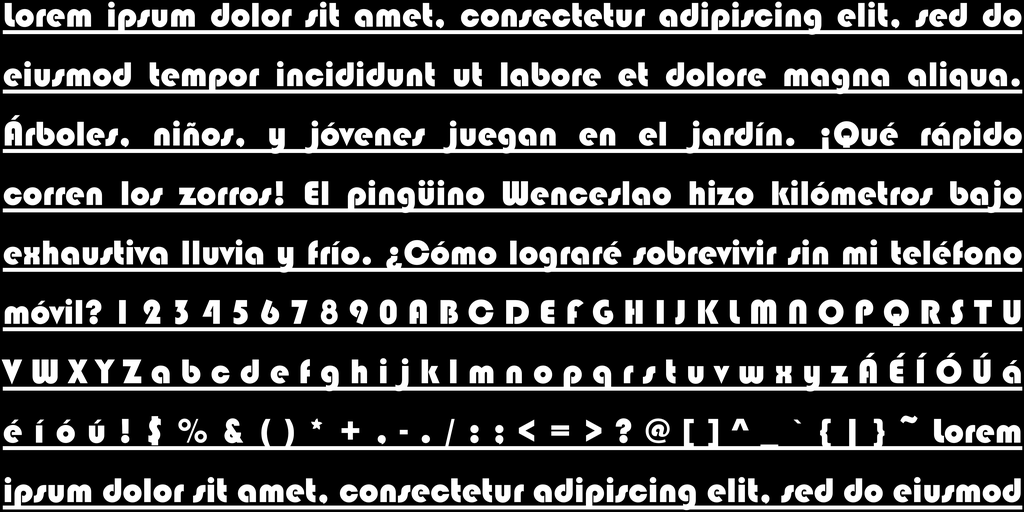 Lorem ipsum dolor sit amet, consectetur adipiscing elit, sed do
eiusmod tempor incididunt ut labore et dolore magna aliqua.
Árboles, niños, y jóvenes juegan en el jardín. ¡Qué rápido
corren los zorros! El pingüino Wenceslao hizo kilómetros bajo
exhaustiva lluvia y frío. ¿Cómo lograré sobrevivir sin mi teléfono
móvil? 1 2 3 4 5 6 7 8 9 0 A B C D E F G H I J K L M N O P Q R S T U
V W X Y Z a b c d e f g h i j k l m n o p q r s t u v w x y z Á É Í Ó Ú á
é í ó ú ! $ % & ( ) * + , - . / : ; < = > ? @ [ ] ^ _ ` { | } ~ Lorem
ipsum dolor sit amet, consectetur adipiscing elit, sed do eiusmod